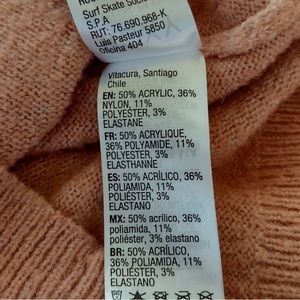 Surf Skate
S.P.A
RUT: 76.690.968-K
Luis Pasteur 5850
Oficina 404
Vitacura, Santiago
Chile
EN: 50% ACRYLIC, 36%
NYLON, 11%
POLYESTER, 3%
ELASTANE
FR: 50% ACRYLIQUE,
36% POLYAMIDE, 11%
POLYESTER, 3%
ELASTHANNE
ES: 50% ACRÍLICO, 36%
POLIAMIDA, 11%
POLIÉSTER, 3%
ELASTANO
MX: 50% acrílico, 36%
poliamida, 11%
poliéster, 3% elastano
BR: 50% ACRÍLICO,
36% POLIAMIDA, 11%
POLIÉSTER, 3%
ELASTANO